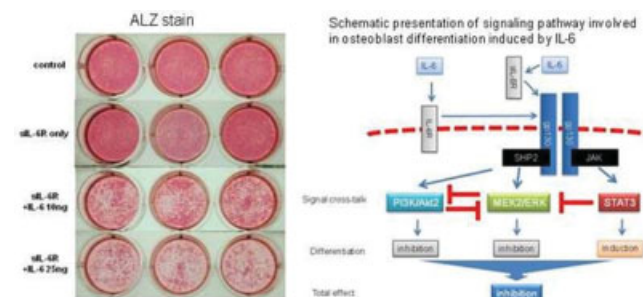 ALZ stain
control
sIL-6R only
sIL-6R
+IL-6 10ng
sIL-6R
+IL-6 25ng
Schematic presentation of signaling pathway involved
in osteoblast differentiation induced by IL-6
IL-6
sIL-6R
IL-6
IL-6R
gp130
gp130
SHP2
JAK
Signal cross-talk
PI3K/Akt2
MEK2/ERK
STAT3
Differentiation
inhibition
inhibition
induction
Total effect
inhibition